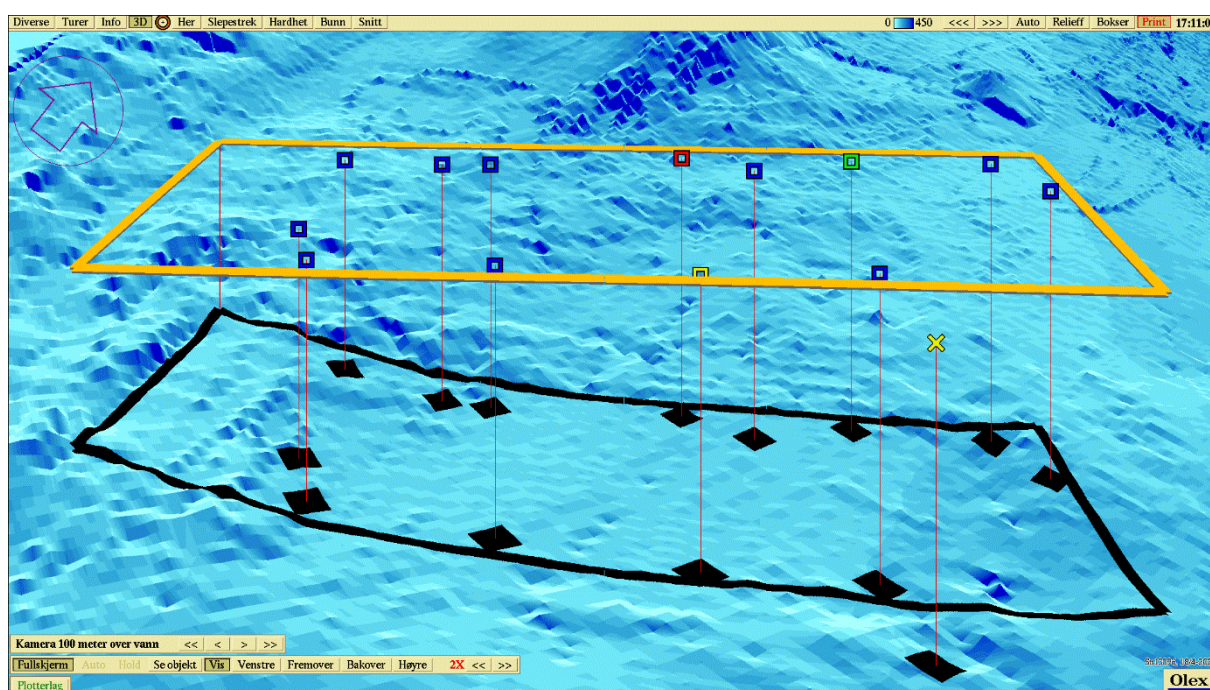 Diverse Turer Info 3D Her Slepestrek Hardhet Bunn Snitt 0 450 <<< >>> Auto Relieff Bokser Print 17:11:0
Kamera 100 meter over vann << < > >>
Fullskjerm Auto Hold Se objekt Vis Venstre Fremover Bakover Høyre 2X << >>
Plotterlag
Olex